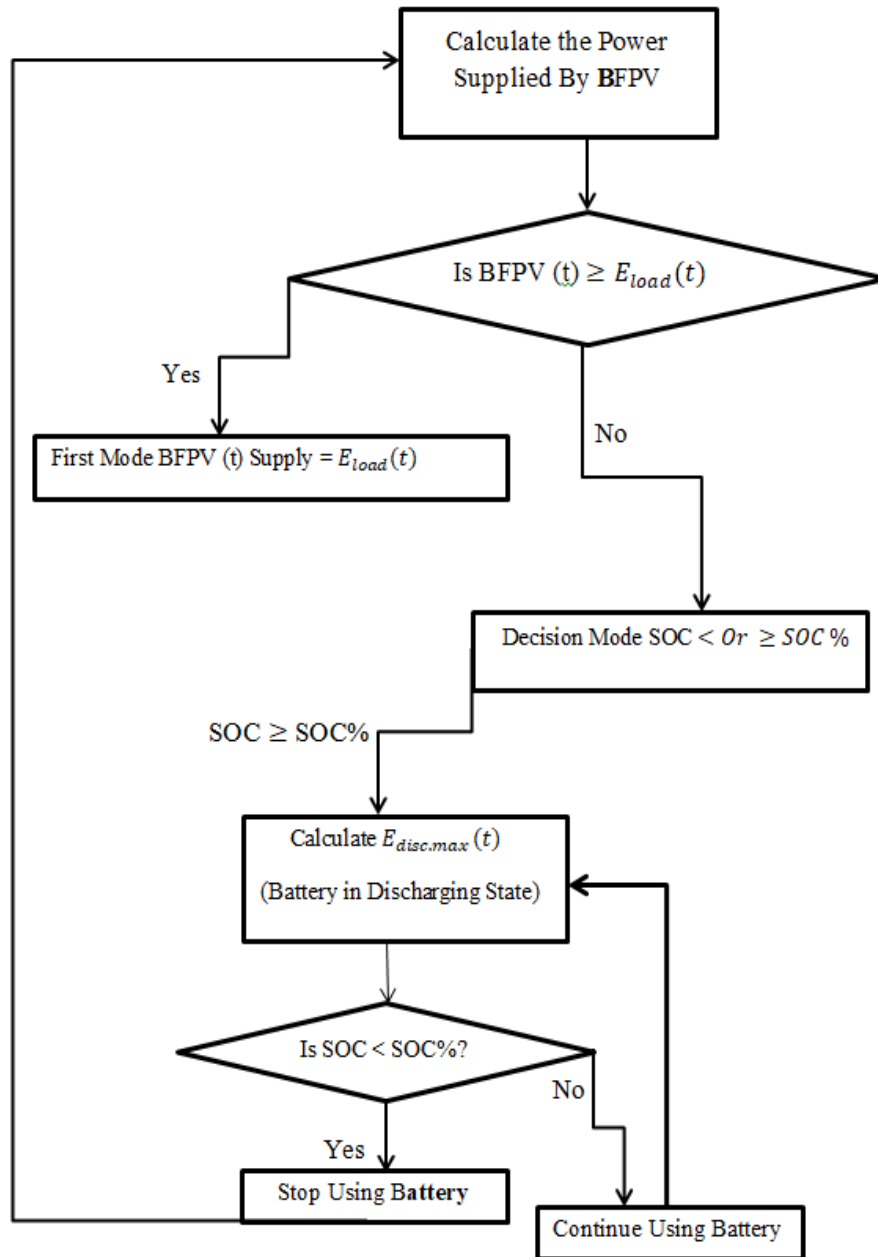 Calculate the Power
Supplied By BFPV
Is BFPV (t) ≥ E_load(t)
Yes
No
First Mode BFPV (t) Supply = E_load(t)
Decision Mode SOC < Or ≥ SOC %
SOC ≥ SOC%
Calculate E_disc.max(t)
(Battery in Discharging State)
Is SOC < SOC%?
No
Yes
Stop Using Battery
Continue Using Battery